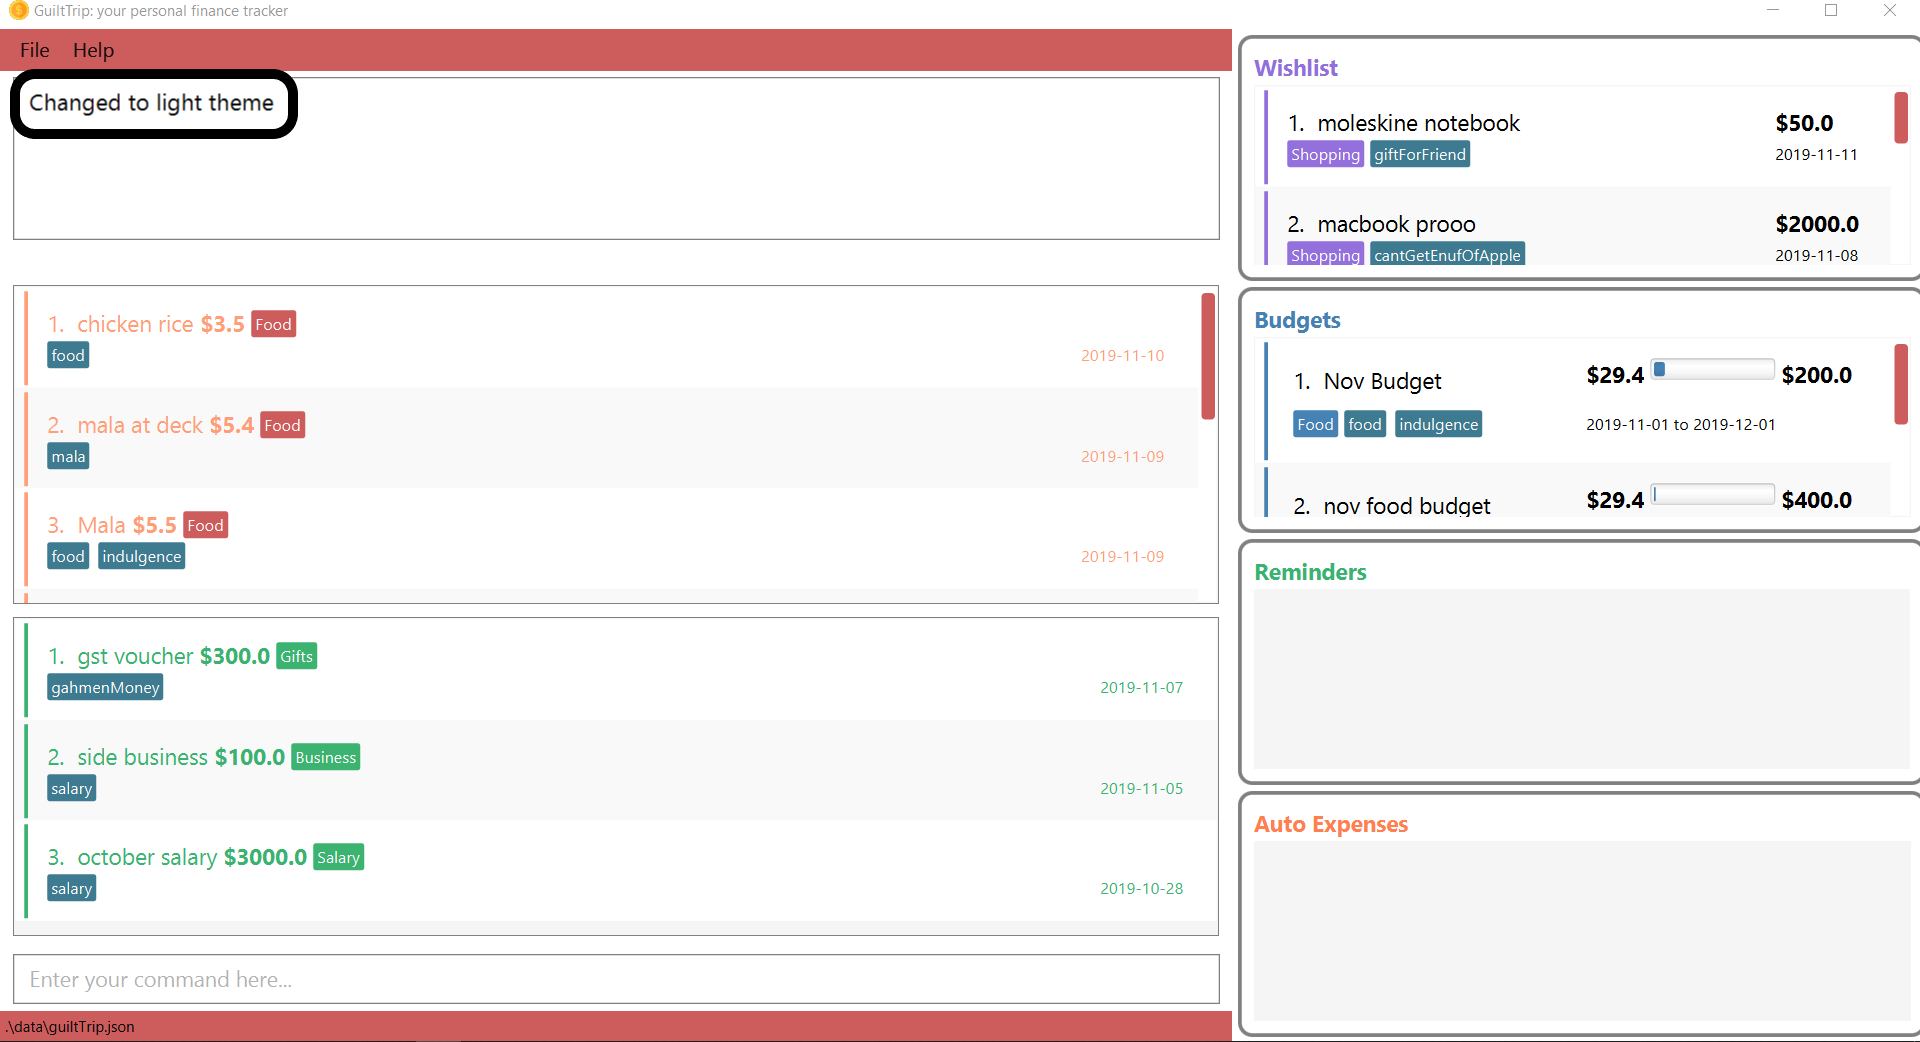 GuiltTrip: your personal finance tracker
File Help
Changed to light theme
1. chicken rice $3.5 Food
food 2019-11-10
2. mala at deck $5.4 Food
mala 2019-11-09
3. Mala $5.5 Food
food indulgence 2019-11-09
1. gst voucher $300.0 Gifts
gahmenMoney 2019-11-07
2. side business $100.0 Business
salary 2019-11-05
3. october salary $3000.0 Salary
salary 2019-10-28
Enter your command here...
.\data\guiltTrip.json
Wishlist
1. moleskine notebook $50.0
Shopping giftForFriend 2019-11-11
2. macbook prooo $2000.0
Shopping cantGetEnufOfApple 2019-11-08
Budgets
1. Nov Budget $29.4 $200.0
Food food indulgence 2019-11-01 to 2019-12-01
2. nov food budget $29.4 $400.0
Reminders
Auto Expenses